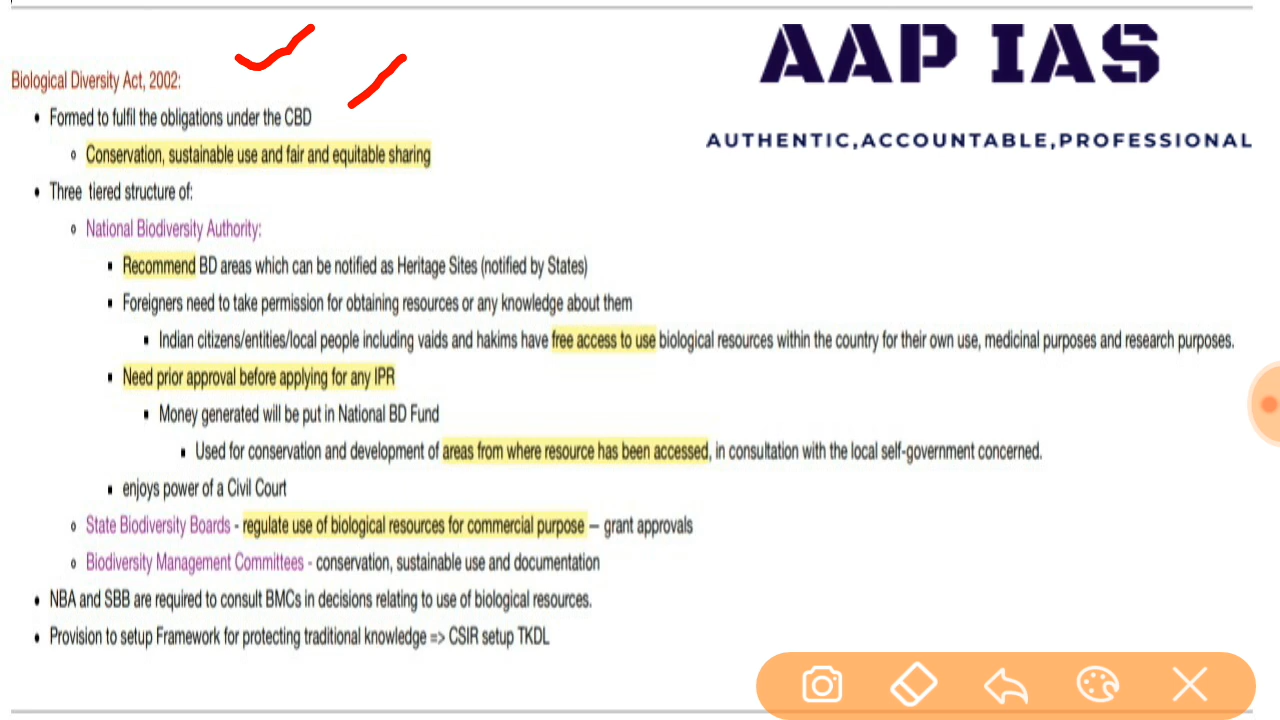 AAP IAS
AUTHENTIC,ACCOUNTABLE,PROFESSIONAL
Biological Diversity Act, 2002:
Formed to fulfil the obligations under the CBD
Conservation, sustainable use and fair and equitable sharing
Three tiered structure of:
National Biodiversity Authority:
Recommend BD areas which can be notified as Heritage Sites (notified by States)
Foreigners need to take permission for obtaining resources or any knowledge about them
Indian citizens/entities/local people including vaids and hakims have free access to use biological resources within the country for their own use, medicinal purposes and research purposes.
Need prior approval before applying for any IPR
Money generated will be put in National BD Fund
Used for conservation and development of areas from where resource has been accessed, in consultation with the local self-government concerned.
enjoys power of a Civil Court
State Biodiversity Boards - regulate use of biological resources for commercial purpose – grant approvals
Biodiversity Management Committees - conservation, sustainable use and documentation
NBA and SBB are required to consult BMCs in decisions relating to use of biological resources.
Provision to setup Framework for protecting traditional knowledge => CSIR setup TKDL